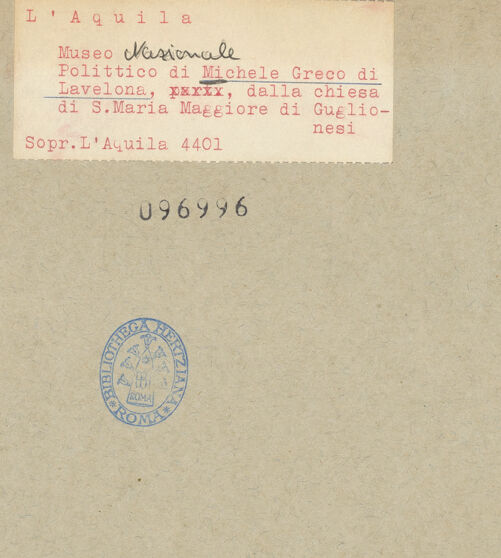 L'Aquila
Museo Nazionale
Polittico di Michele Greco di
Lavelona, , dalla chiesa
di S.Maria Maggiore di Guglio-
nesi
Sopr.L'Aquila 4401
096996
*BIBLIOTHECA HERTZIANA*
ROMA
ROMA